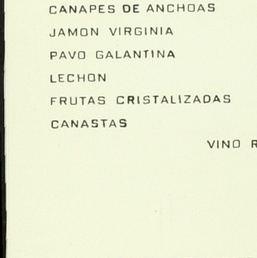 CANAPES DE ANCHOAS
JAMON VIRGINIA
PAVO GALANTINA
LECHON
FRUTAS CRISTALIZADAS
CANASTAS
VINO